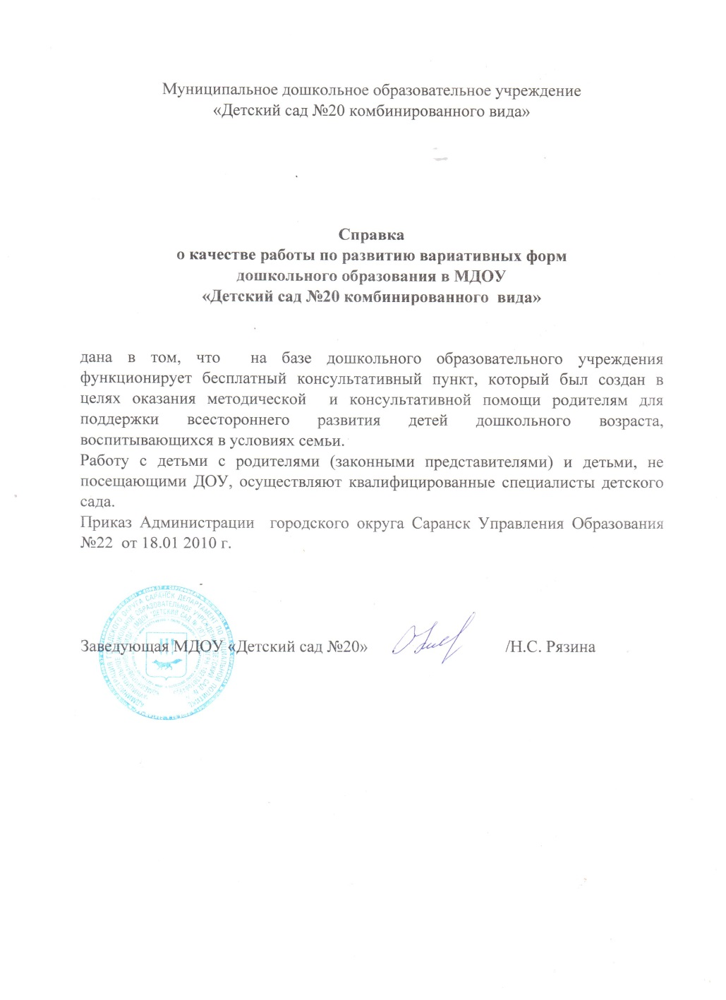 Муниципальное дошкольное образовательное учреждение
«Детский сад №20 комбинированного вида»
Справка
о качестве работы по развитию вариативных форм
дошкольного образования в МДОУ
«Детский сад №20 комбинированного вида»
дана в том, что на базе дошкольного образовательного учреждения
функционирует бесплатный консультативный пункт, который был создан в
целях оказания методической и консультативной помощи родителям для
поддержки всестороннего развития детей дошкольного возраста,
воспитывающихся в условиях семьи.
Работу с детьми с родителями (законными представителями) и детьми, не
посещающими ДОУ, осуществляют квалифицированные специалисты детского
сада.
Приказ Администрации городского округа Саранск Управления Образования
№22 от 18.01 2010 г.
Заведующая МДОУ «Детский сад №20» /Н.С. Рязина